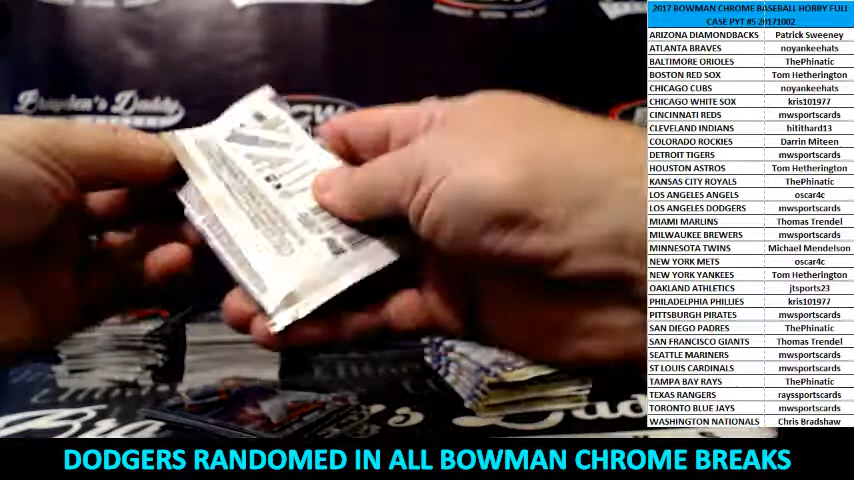 2017 BOWMAN CHROME BASEBALL HOBBY FULL
CASE PYT #5 20171002
ARIZONA DIAMONDBACKS Patrick Sweeney
ATLANTA BRAVES noyankeehats
BALTIMORE ORIOLES ThePhinatic
BOSTON RED SOX Tom Hetherington
CHICAGO CUBS noyankeehats
CHICAGO WHITE SOX kris101977
CINCINNATI REDS mwsportscards
CLEVELAND INDIANS hitithard13
COLORADO ROCKIES Darrin Miteen
DETROIT TIGERS mwsportscards
HOUSTON ASTROS Tom Hetherington
KANSAS CITY ROYALS ThePhinatic
LOS ANGELES ANGELS oscar4c
LOS ANGELES DODGERS mwsportscards
MIAMI MARLINS Thomas Trendel
MILWAUKEE BREWERS mwsportscards
MINNESOTA TWINS Michael Mendelson
NEW YORK METS oscar4c
NEW YORK YANKEES Tom Hetherington
OAKLAND ATHLETICS jtsports23
PHILADELPHIA PHILLIES kris101977
PITTSBURGH PIRATES mwsportscards
SAN DIEGO PADRES ThePhinatic
SAN FRANCISCO GIANTS Thomas Trendel
SEATTLE MARINERS mwsportscards
ST LOUIS CARDINALS mwsportscards
TAMPA BAY RAYS ThePhinatic
TEXAS RANGERS rayssportscards
TORONTO BLUE JAYS mwsportscards
WASHINGTON NATIONALS Chris Bradshaw
Brayden's Daddy
DODGERS RANDOMED IN ALL BOWMAN CHROME BREAKS